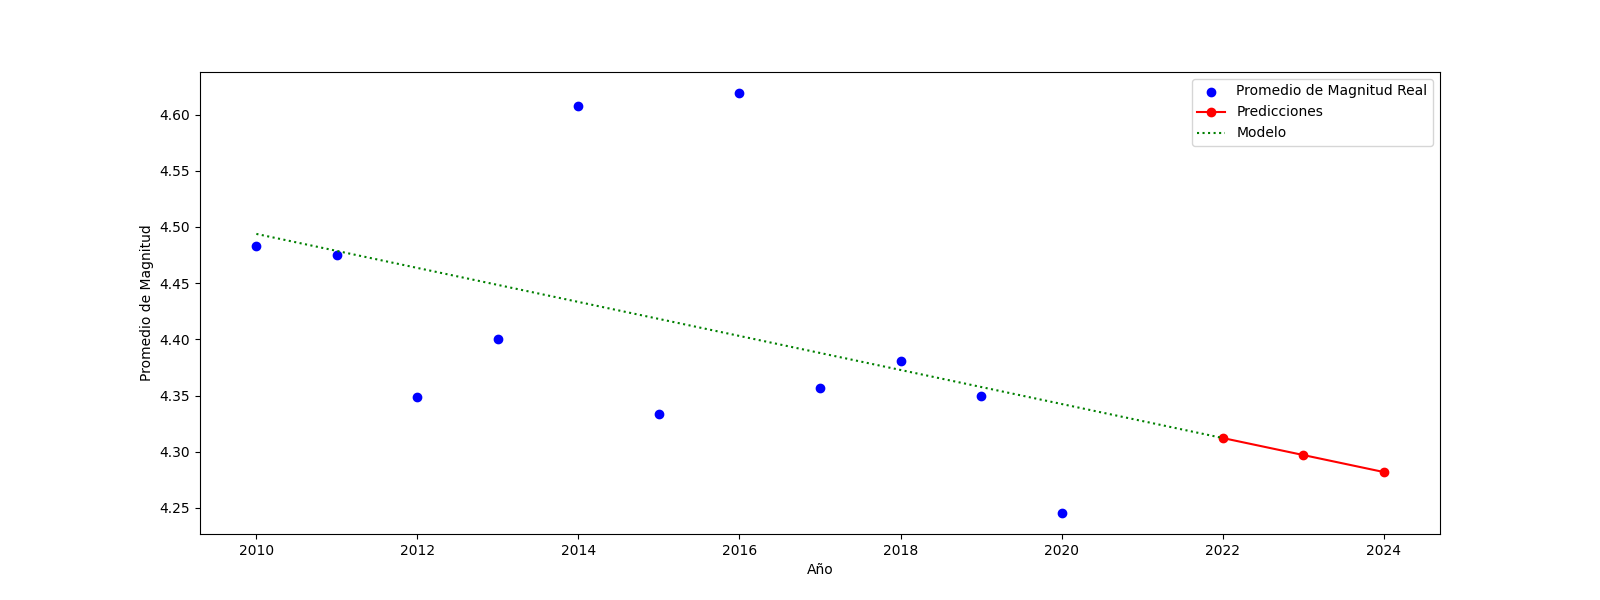 Promedio de Magnitud Real
Predicciones
Modelo
Promedio de Magnitud
4.60
4.55
4.50
4.45
4.40
4.35
4.30
4.25
2010 2012 2014 2016 2018 2020 2022 2024
Año